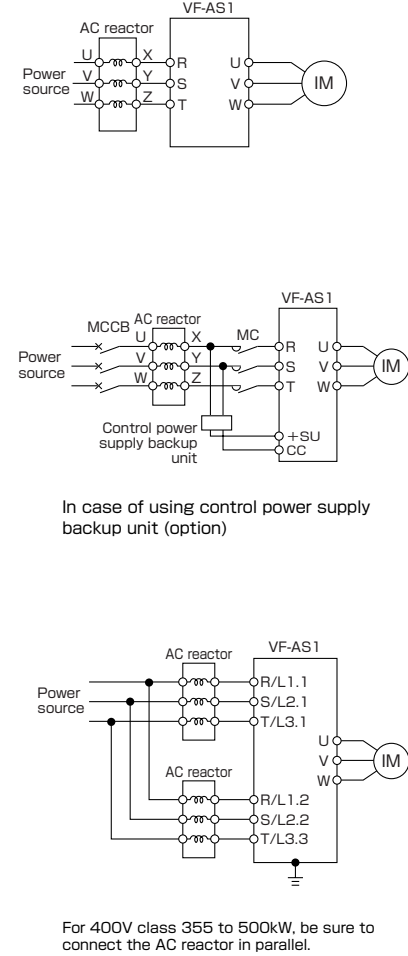 VF-AS1
AC reactor
U X R U
Power source V Y S V IM
W Z T W
VF-AS1
MCCB AC reactor MC
U X R U
Power source V Y S V IM
W Z T W
Control power
supply backup
unit
+SU
CC
In case of using control power supply
backup unit (option)
AC reactor VF-AS1
R/L1.1
Power
source
S/L2.1
T/L3.1
U
V IM
W
AC reactor
R/L1.2
S/L2.2
T/L3.3
For 400V class 355 to 500kW, be sure to
connect the AC reactor in parallel.